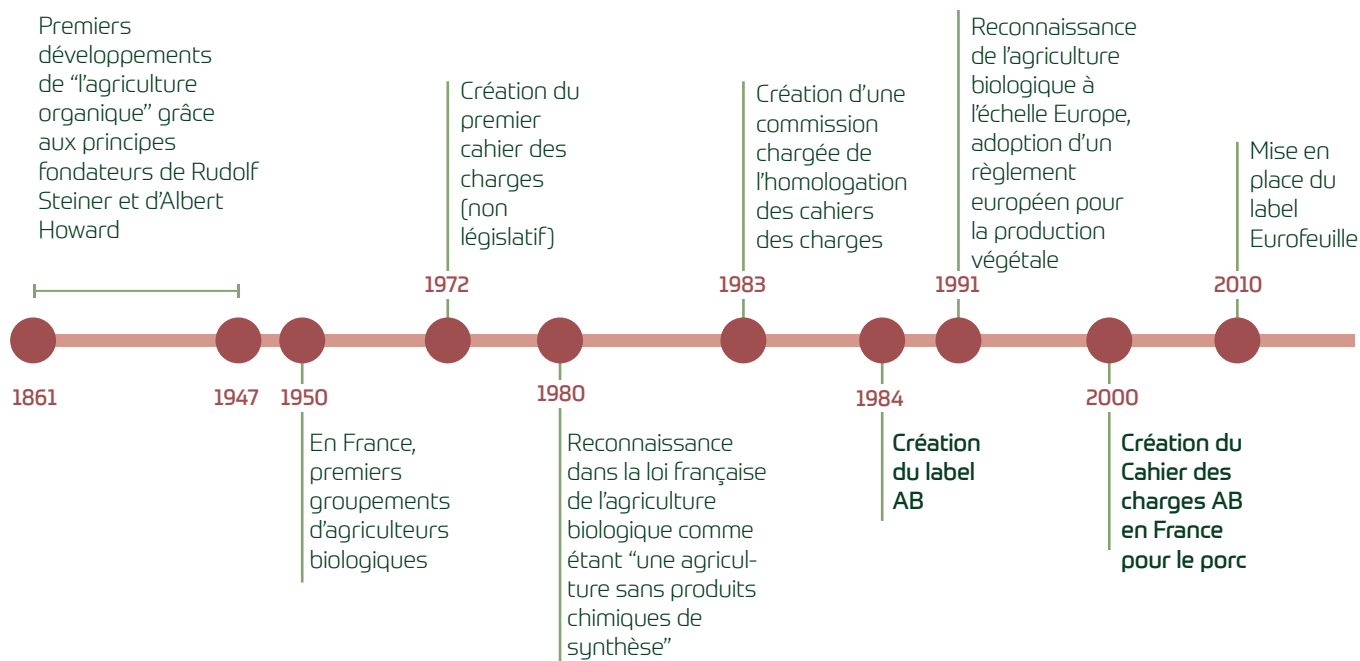 Premiers
développements
de “l’agriculture
organique” grâce
aux principes
fondateurs de Rudolf
Steiner et d’Albert
Howard
1861
1947
1950
En France,
premiers
groupements
d’agriculteurs
biologiques
Création du
premier
cahier des
charges
(non
législatif)
1972
1980
Reconnaissance
dans la loi française
de l’agriculture
biologique comme
étant “une agricul-
ture sans produits
chimiques de
synthèse”
Création d’une
commission
chargée de
l’homologation
des cahiers
des charges
1983
1984
Création
du label
AB
Reconnaissance
de l’agriculture
biologique à
l’échelle Europe,
adoption d’un
règlement
européen pour
la production
végétale
1991
2000
Création du
Cahier des
charges AB
en France
pour le porc
Mise en
place du
label
Eurofeuille
2010